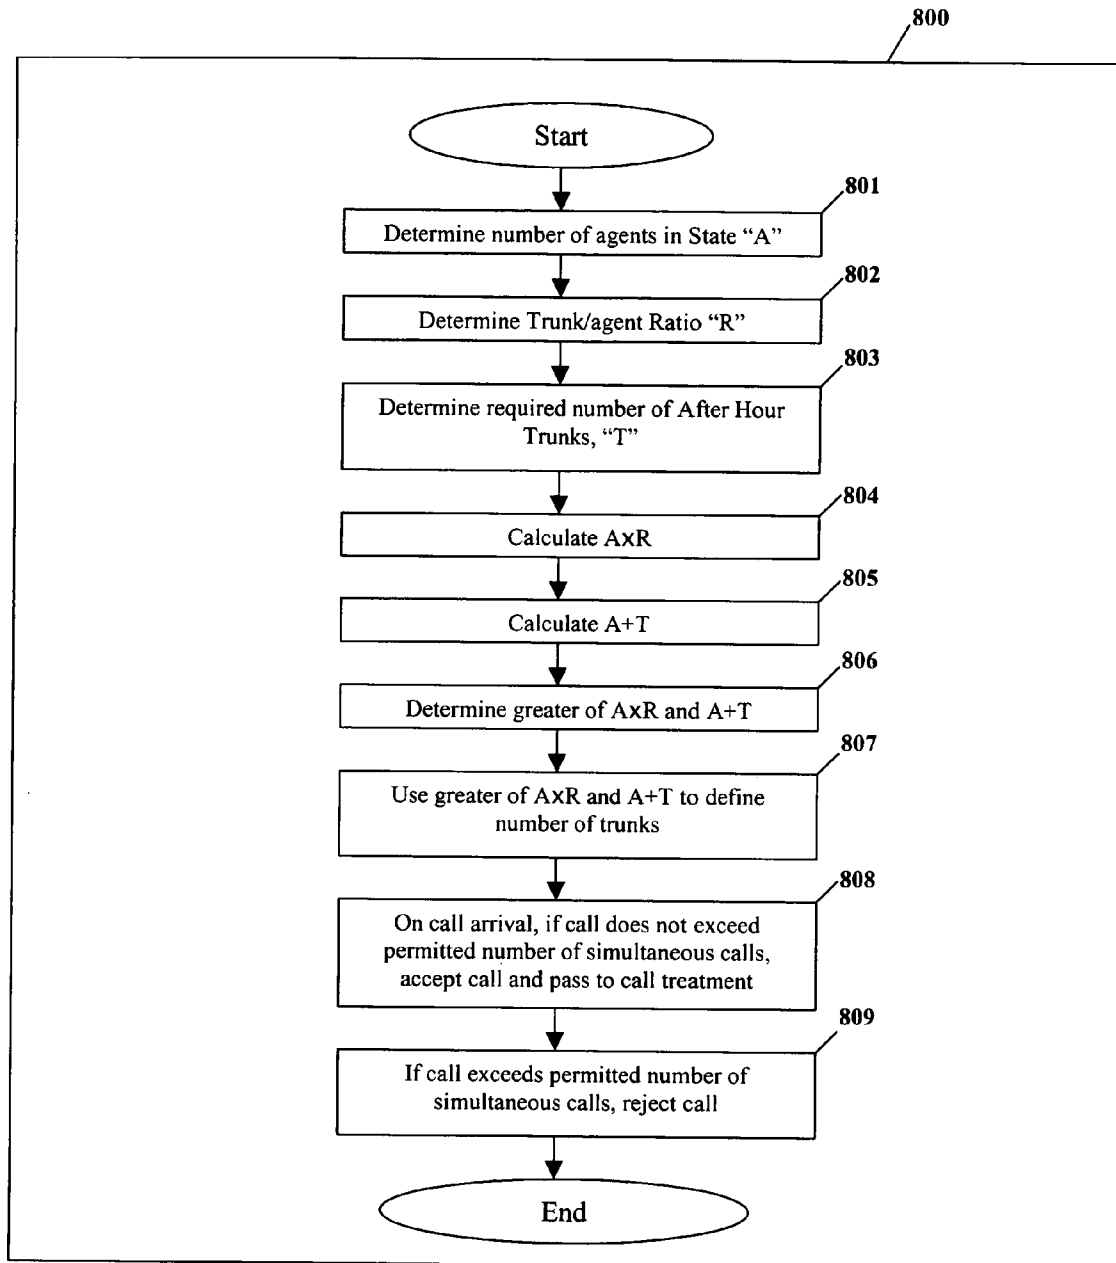 800
Start
801
Determine number of agents in State “A”
802
Determine Trunk/agent Ratio “R”
803
Determine required number of After Hour
Trunks, “T”
804
Calculate AxR
805
Calculate A+T
806
Determine greater of AxR and A+T
807
Use greater of AxR and A+T to define
number of trunks
808
On call arrival, if call does not exceed
permitted number of simultaneous calls,
accept call and pass to call treatment
809
If call exceeds permitted number of
simultaneous calls, reject call
End